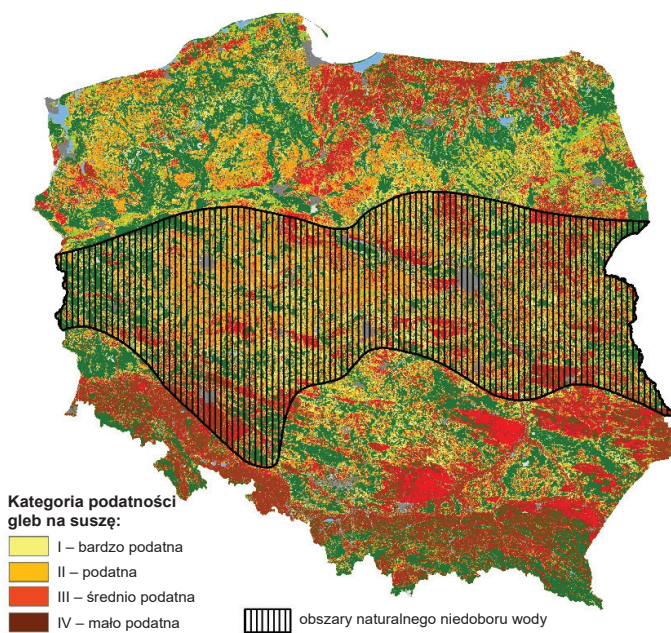 Kategoria podatności
gleb na suszę:
I – bardzo podatna
II – podatna
III – średnio podatna
IV – mało podatna
obszary naturalnego niedoboru wody